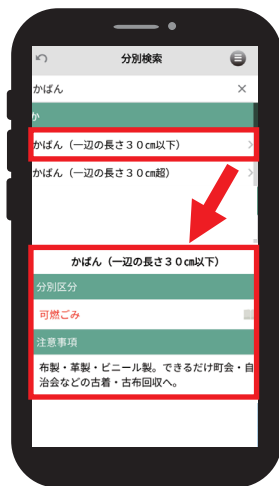 分別検索
かばん
か
かばん（一辺の長さ３０㎝以下）
かばん（一辺の長さ３０㎝超）
かばん（一辺の長さ３０㎝以下）
分別区分
可燃ごみ
注意事項
布製・革製・ビニール製。できるだけ町会・自
治会などの古着・古布回収へ。